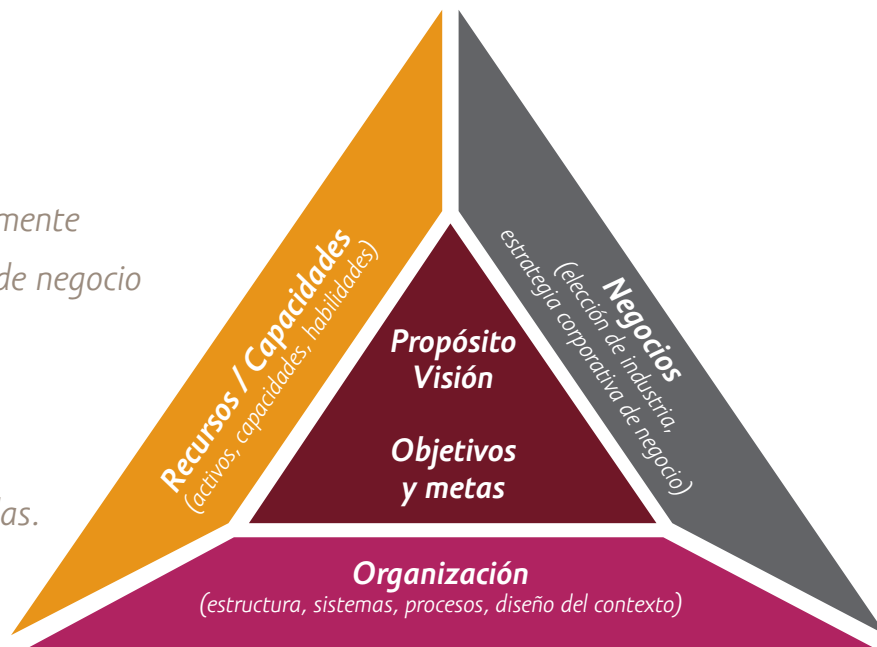 mente
de negocio
as.
Recursos / Capacidades
(activos, capacidades, habilidades)
Negocios
(elección de industria,
estrategia corporativa de negocio)
Propósito
Visión
Objetivos
y metas
Organización
(estructura, sistemas, procesos, diseño del contexto)